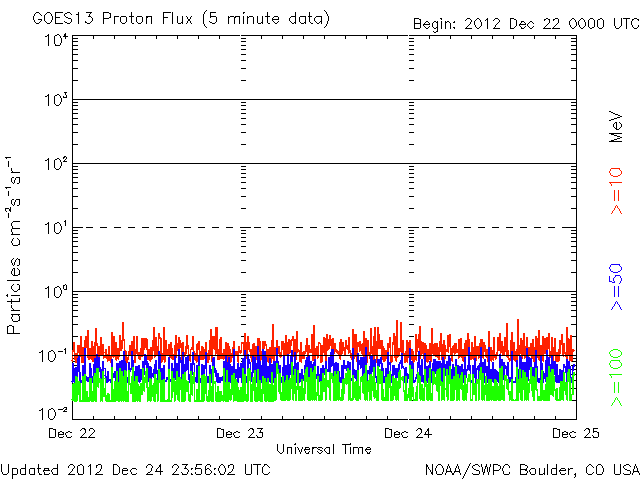 GOES13 Proton Flux (5 minute data)
Begin: 2012 Dec 22 0000 UTC
10⁴
10³
10²
10¹
10⁰
10⁻¹
10⁻²
Particles cm⁻²s⁻¹sr⁻¹
MeV
>=10
>=50
>=100
Dec 22
Dec 23
Dec 24
Dec 25
Universal Time
Updated 2012 Dec 24 23:56:02 UTC
NOAA/SWPC Boulder, CO USA